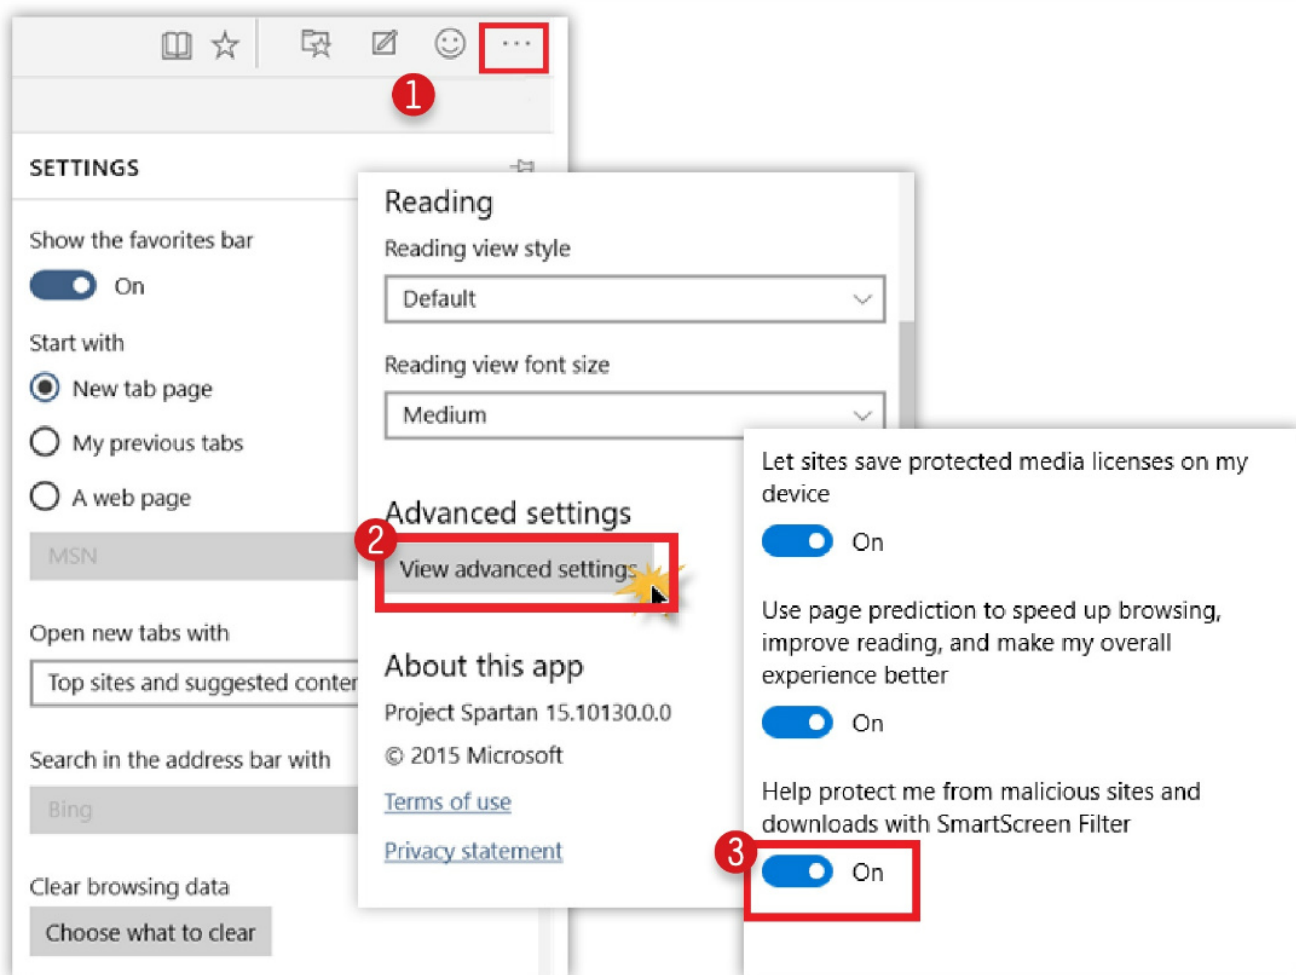 1
SETTINGS
Show the favorites bar
On
Start with
New tab page
My previous tabs
A web page
MSN
Open new tabs with
Top sites and suggested conter
Search in the address bar with
Bing
Clear browsing data
Choose what to clear
Reading
Reading view style
Default
Reading view font size
Medium
Advanced settings
2
View advanced settings
About this app
Project Spartan 15.10130.0.0
© 2015 Microsoft
Terms of use
Privacy statement
Let sites save protected media licenses on my
device
On
Use page prediction to speed up browsing,
improve reading, and make my overall
experience better
On
Help protect me from malicious sites and
downloads with SmartScreen Filter
3
On